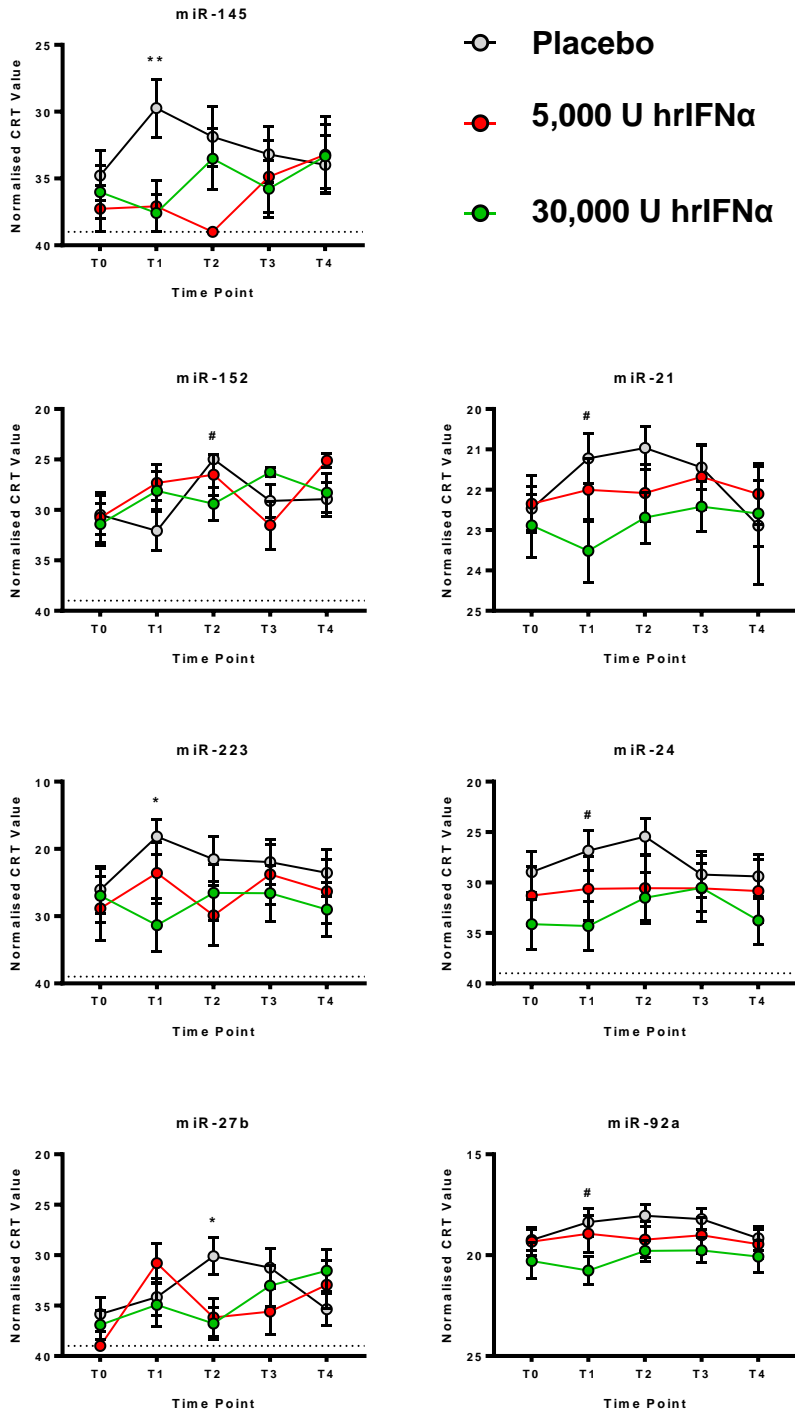 miR-145
Normalised CRT Value
25
30
35
40
**
T0 T1 T2 T3 T4
Time Point
Placebo
5,000 U hrIFNα
30,000 U hrIFNα
miR-152
Normalised CRT Value
20
25
30
35
40
#
T0 T1 T2 T3 T4
Time Point
miR-21
Normalised CRT Value
20
21
22
23
24
25
#
T0 T1 T2 T3 T4
Time Point
miR-223
Normalised CRT Value
10
20
30
40
*
T0 T1 T2 T3 T4
Time Point
miR-24
Normalised CRT Value
20
25
30
35
40
#
T0 T1 T2 T3 T4
Time Point
miR-27b
Normalised CRT Value
20
30
35
40
*
T0 T1 T2 T3 T4
Time Point
miR-92a
Normalised CRT Value
15
20
25
#
T0 T1 T2 T3 T4
Time Point